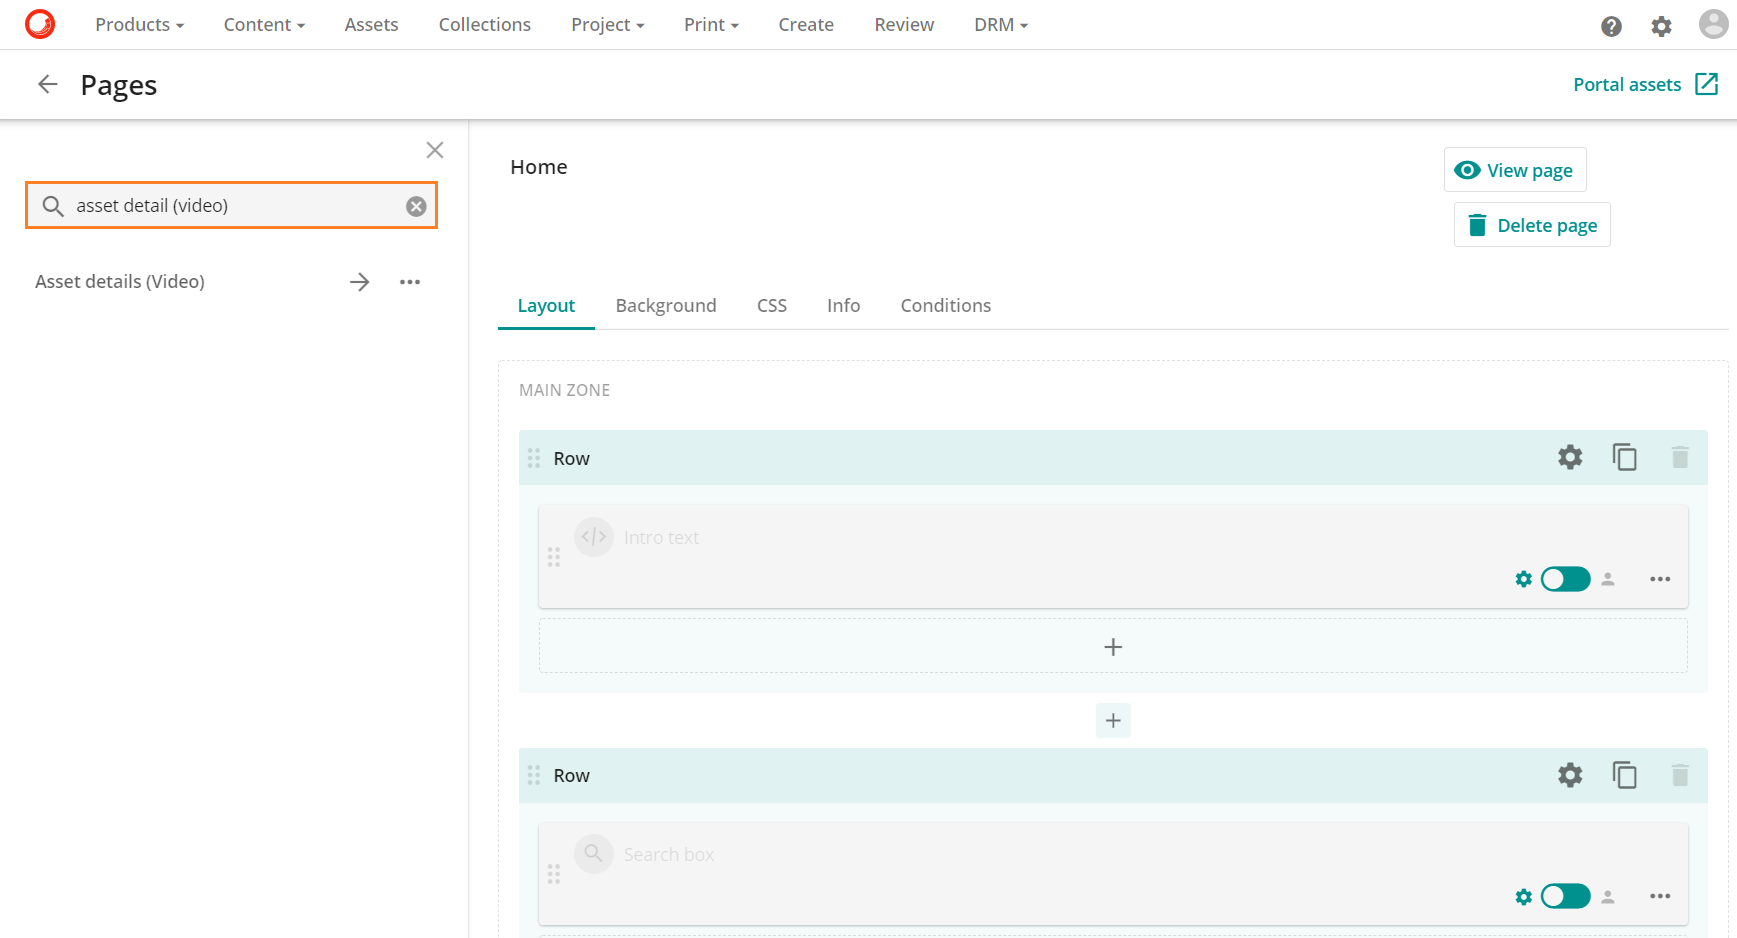 Products Content Assets Collections Project Print Create Review DRM
Pages
Portal assets
asset detail (video)
Asset details (Video)
Home
View page
Delete page
Layout Background CSS Info Conditions
MAIN ZONE
Row
Intro text
Row
Search box